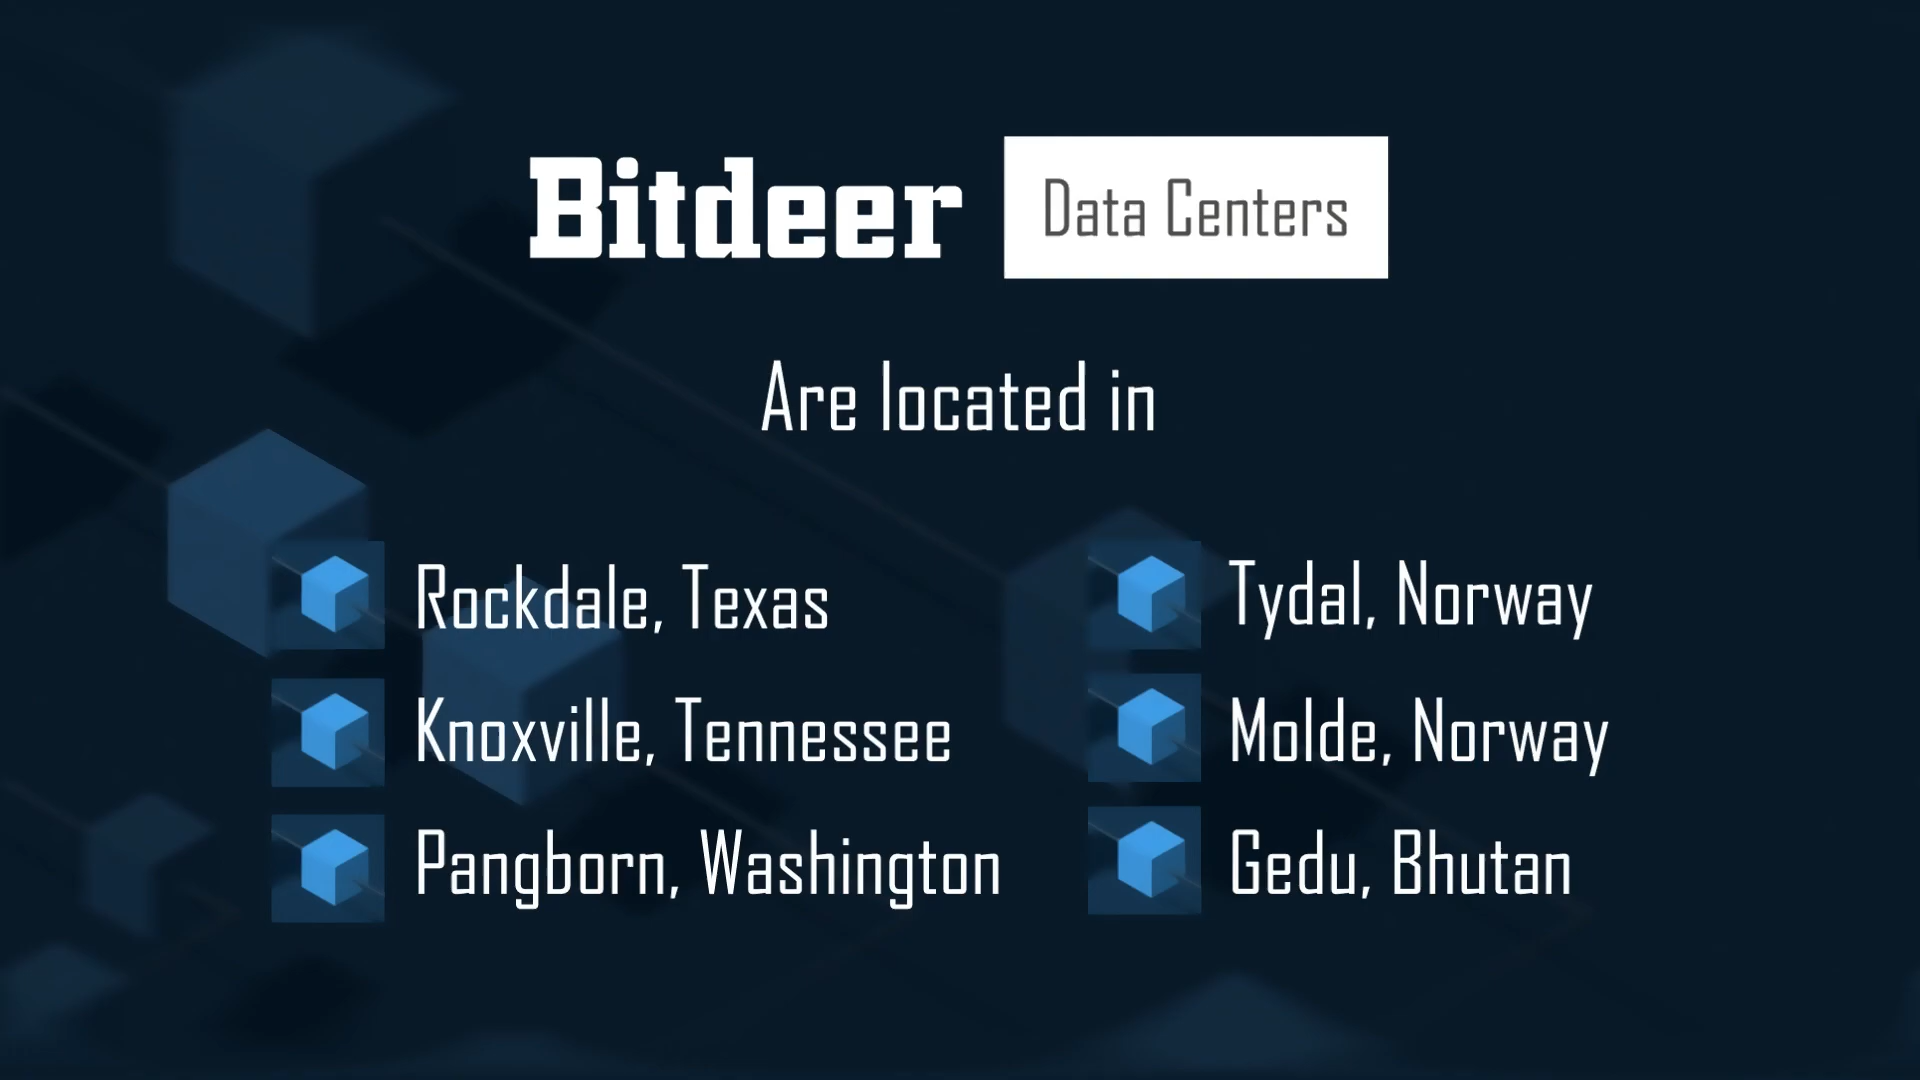 Bitdeer Data Centers
Are located in
Rockdale, Texas
Knoxville, Tennessee
Pangborn, Washington
Tydal, Norway
Molde, Norway
Gedu, Bhutan